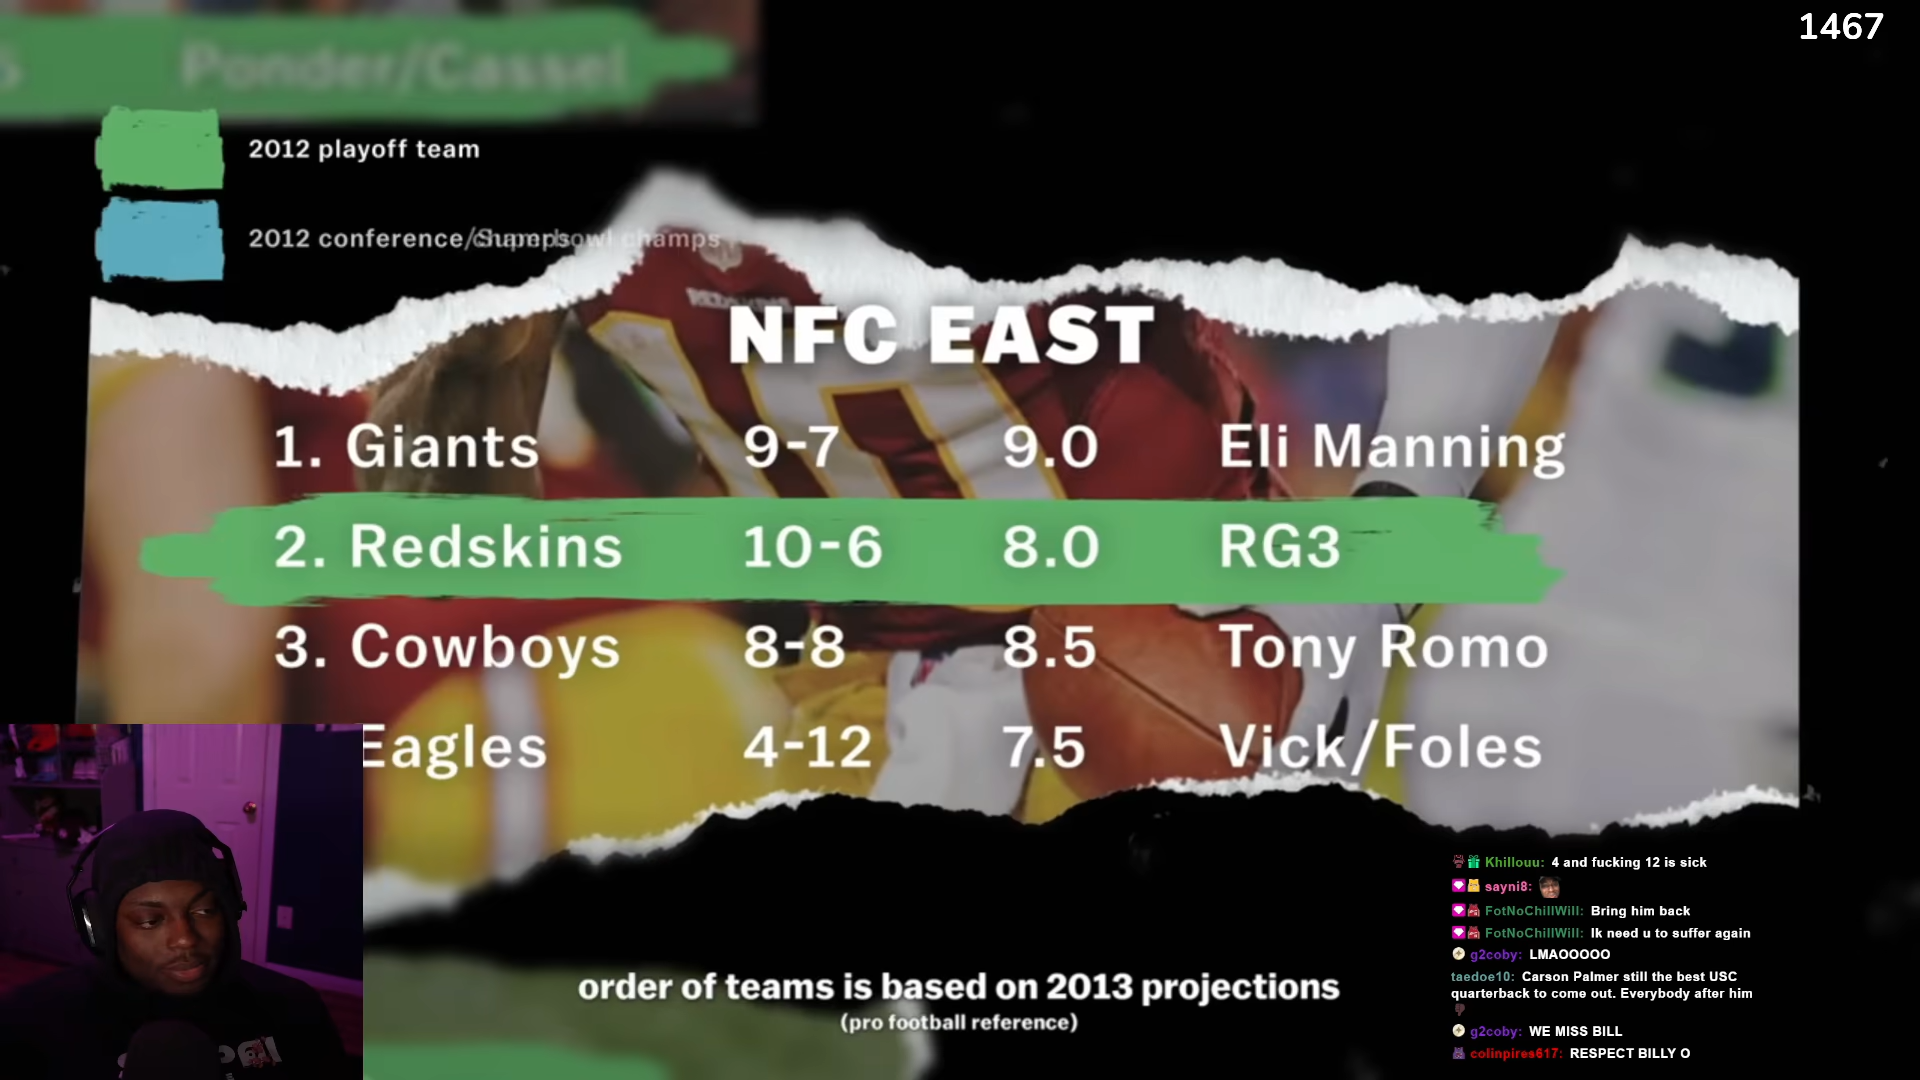 1467
Ponder/Cassel
2012 playoff team
2012 conference/ champs
NFC EAST
1. Giants 9-7 9.0 Eli Manning
2. Redskins 10-6 8.0 RG3
3. Cowboys 8-8 8.5 Tony Romo
Eagles 4-12 7.5 Vick/Foles
order of teams is based on 2013 projections
(pro football reference)
Khillouu: 4 and fucking 12 is sick
sayni8:
FotNoChillWill: Bring him back
FotNoChillWill: Ik need u to suffer again
g2coby: LMAOOOOO
taedoe10: Carson Palmer still the best USC
quarterback to come out. Everybody after him
g2coby: WE MISS BILL
colinpires617: RESPECT BILLY O